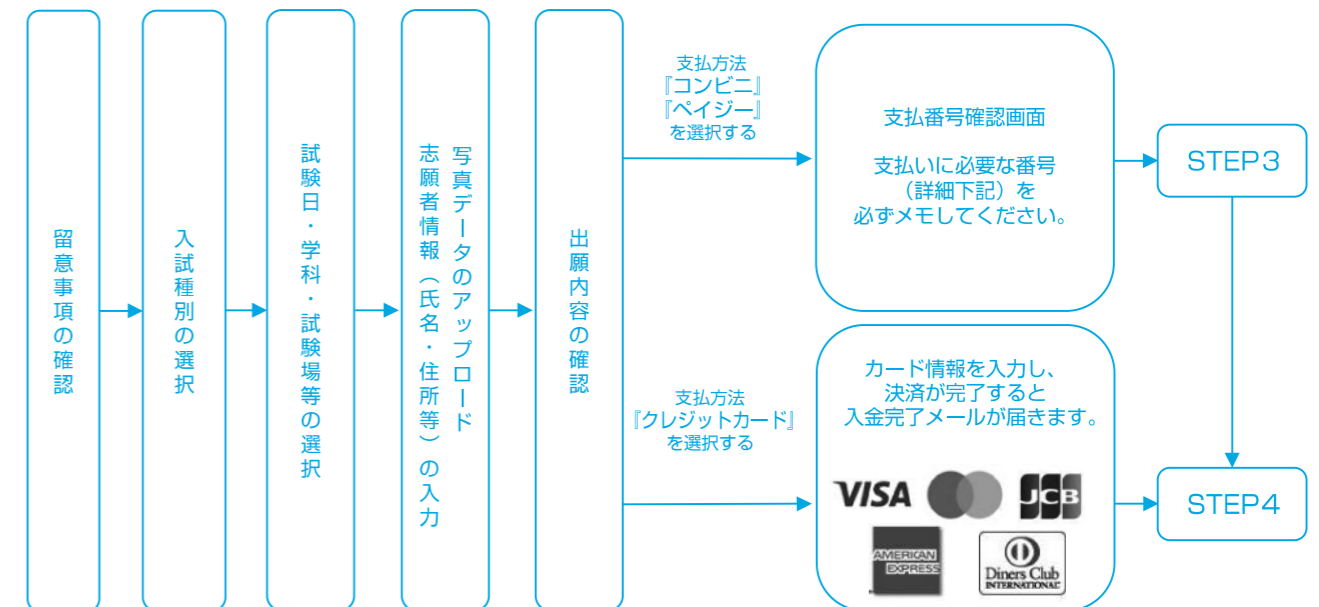 留意事項の確認
入試種別の選択
試験日・学科・試験場等の選択
写真データのアップロード
志願者情報（氏名・住所等）の入力
出願内容の確認
支払方法
『コンビニ』
『ペイジー』
を選択する
支払番号確認画面
支払いに必要な番号
（詳細下記）を
必ずメモしてください。
STEP3
支払方法
『クレジットカード』
を選択する
カード情報を入力し、
決済が完了すると
入金完了メールが届きます。
VISA
JCB
AMERICAN
EXPRESS
Diners Club
INTERNATIONAL
STEP4